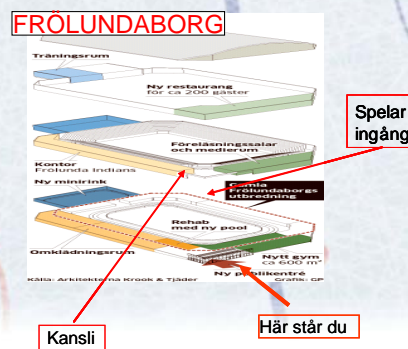 FRÖLUNDABORG
Träningsrum
Ny restaurang
för ca 200 gäster
Spelar
ingång
Föreläsningssalar
och medierum
Kontor
Frölunda Indians
Ny minirink
Gamla
Frölundaborgs
utbredning
Rehab
med ny pool
Omklädningsrum
Nytt gym
ca 600 m²
Ny publikentré
Källa: Arkitekterna Krook & Tjäder
Grafik: GP
Här står du
Kansli